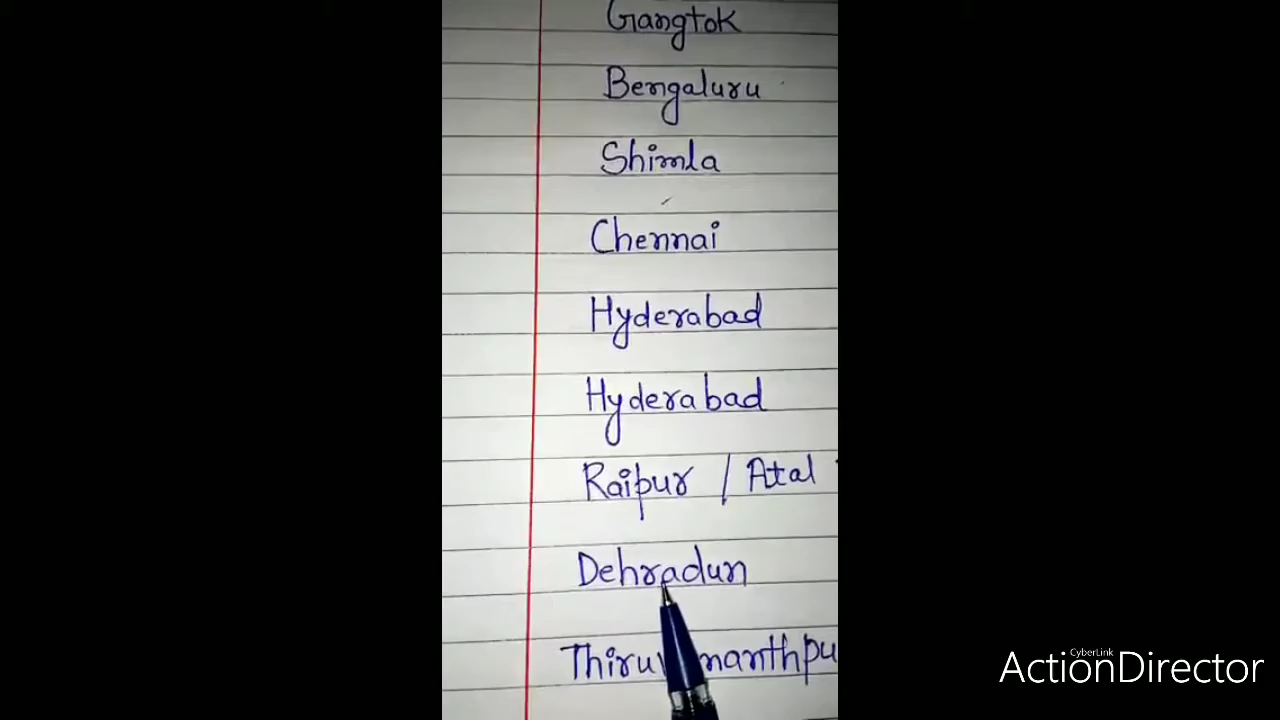 Gangtok
Bengaluru
Shimla
Chennai
Hyderabad
Hyderabad
Raipur / Atal
Dehradun
CyberLink
ActionDirector